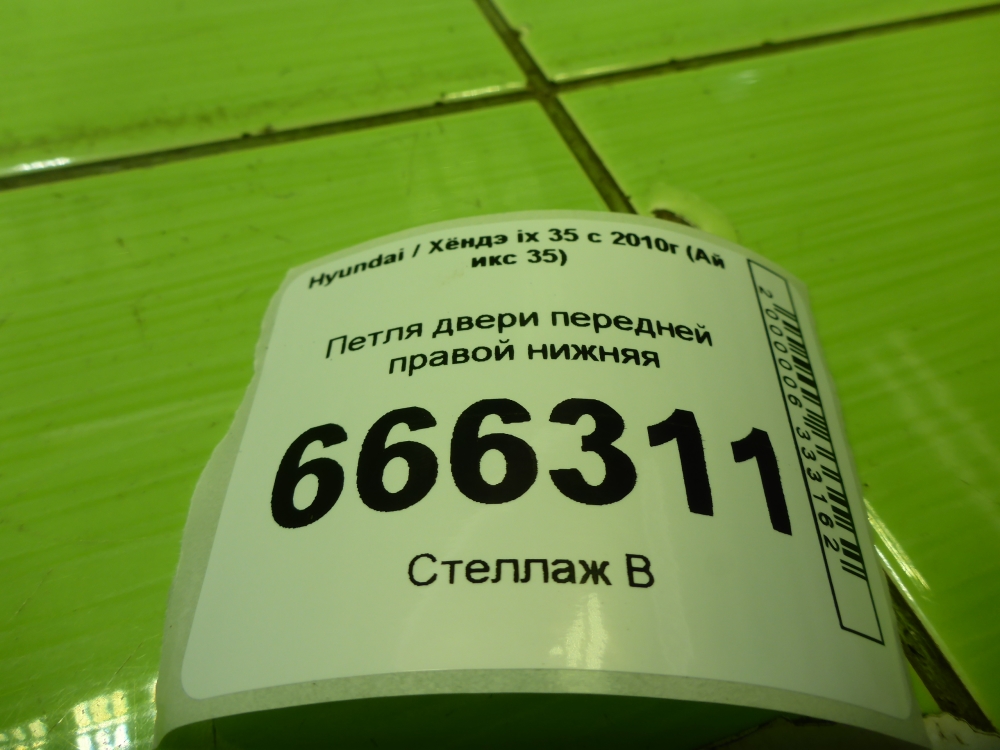 Hyundai / Хёндэ ix 35 с 2010г (Ай
икс 35)
Петля двери передней
правой нижняя
666311
Стеллаж В
2000006333162